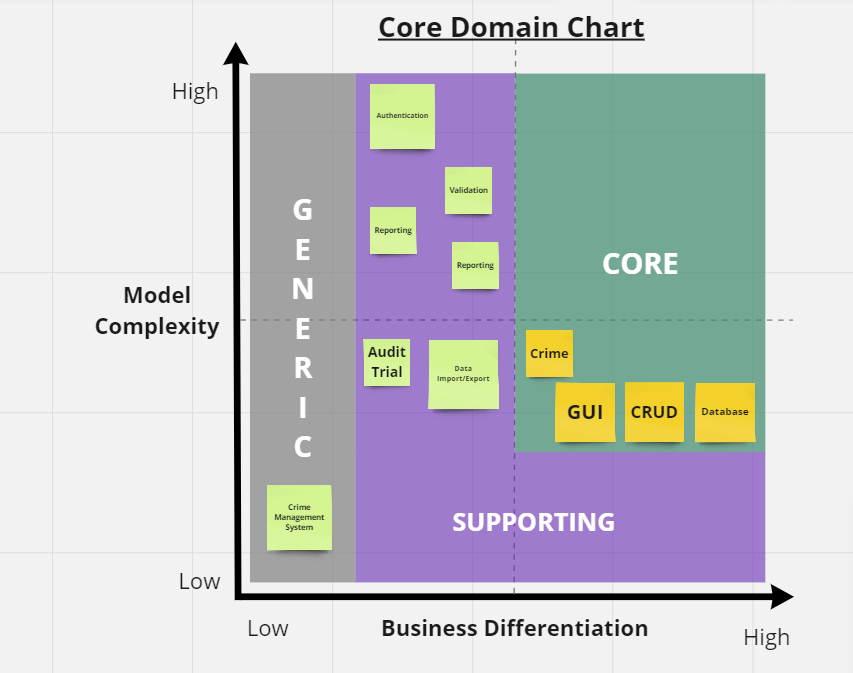 Core Domain Chart
High
Authentication
Validation
G
E
N
E
R
I
C
Reporting
Reporting
CORE
Model
Complexity
Audit
Trial
Data
Import/Export
Crime
GUI
CRUD
Database
Crime
Management
System
SUPPORTING
Low
Low
Business Differentiation
High